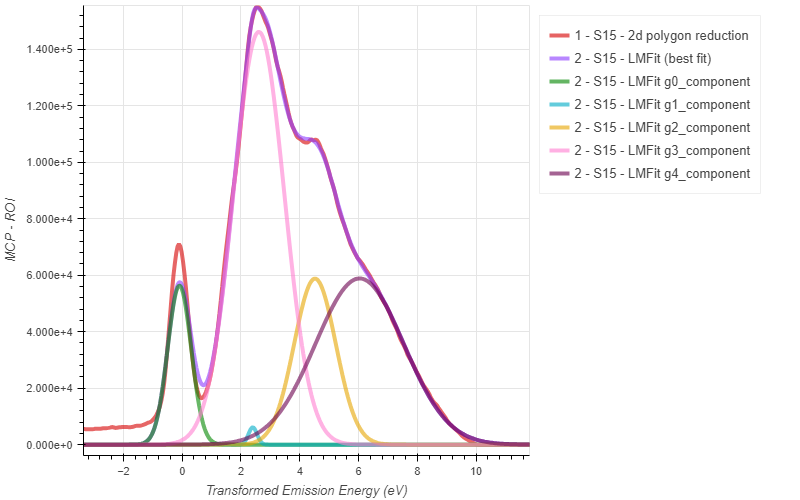 1.400e+5
1.200e+5
1.000e+5
8.000e+4
6.000e+4
4.000e+4
2.000e+4
0.000e+0
MCP - ROI
−2
0
2
4
6
8
10
Transformed Emission Energy (eV)
1 - S15 - 2d polygon reduction
2 - S15 - LMFit (best fit)
2 - S15 - LMFit g0_component
2 - S15 - LMFit g1_component
2 - S15 - LMFit g2_component
2 - S15 - LMFit g3_component
2 - S15 - LMFit g4_component